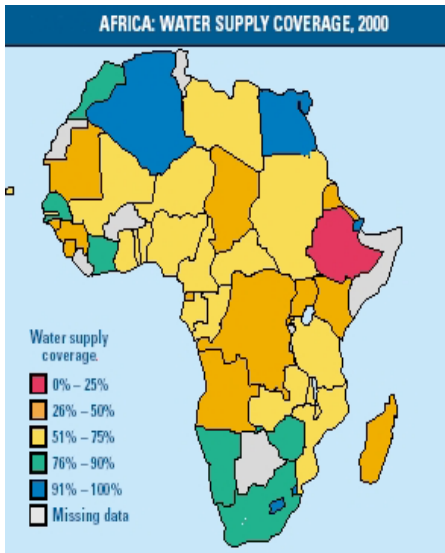 AFRICA: WATER SUPPLY COVERAGE, 2000
Water supply
coverage.
0% – 25%
26% – 50%
51% – 75%
76% – 90%
91% – 100%
Missing data